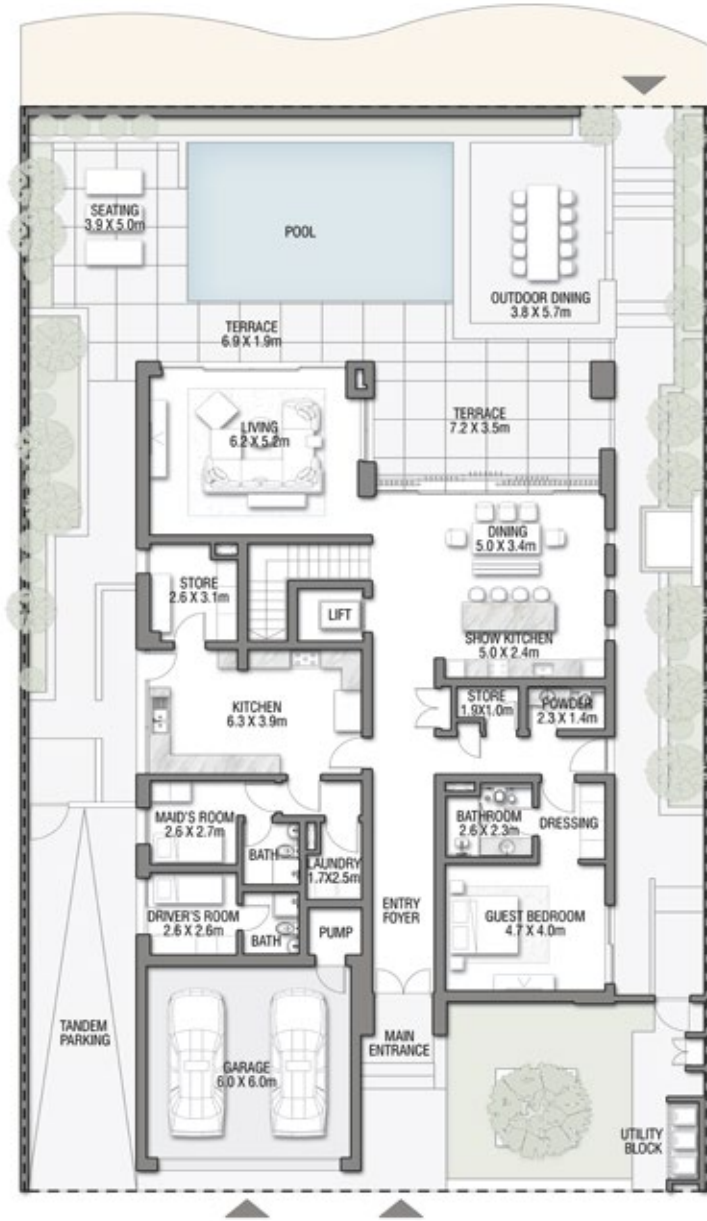 SEATING
3.9 X 5.0m
POOL
OUTDOOR DINING
3.8 X 5.7m
TERRACE
6.9 X 1.9m
TERRACE
7.2 X 3.5m
LIVING
6.2 X 5.2m
DINING
5.0 X 3.4m
STORE
2.6 X 3.1m
LIFT
SHOW KITCHEN
5.0 X 2.4m
KITCHEN
6.3 X 3.9m
STORE
1.9X1.0m
POWDER
2.3 X 1.4m
MAID'S ROOM
2.6 X 2.7m
BATH
LAUNDRY
1.7X2.5m
BATHROOM
2.6 X 2.3m
DRESSING
DRIVER'S ROOM
2.6 X 2.6m
BATH
PUMP
ENTRY
FOYER
GUEST BEDROOM
4.7 X 4.0m
TANDEM
PARKING
GARAGE
6.0 X 6.0m
MAIN
ENTRANCE
UTILITY
BLOCK